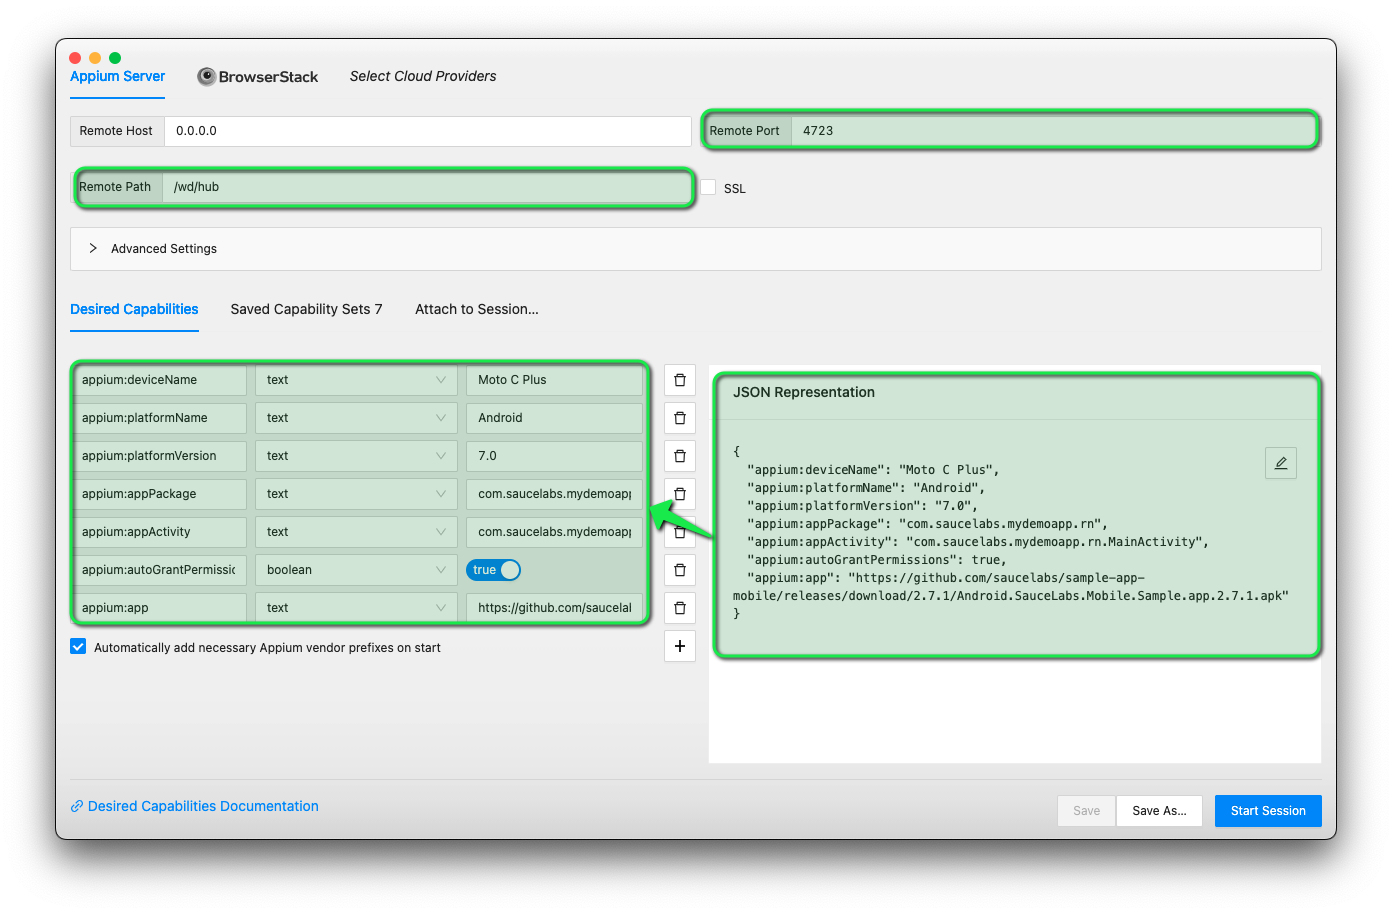 Appium Server
BrowserStack
Select Cloud Providers
Remote Host 0.0.0.0
Remote Port 4723
Remote Path /wd/hub
SSL
Advanced Settings
Desired Capabilities
Saved Capability Sets 7
Attach to Session...
appium:deviceName text Moto C Plus
appium:platformName text Android
appium:platformVersion text 7.0
appium:appPackage text com.saucelabs.mydemoapp
appium:appActivity text com.saucelabs.mydemoapp
appium:autoGrantPermissic boolean true
appium:app text https://github.com/saucelal
Automatically add necessary Appium vendor prefixes on start
JSON Representation
{
"appium:deviceName": "Moto C Plus",
"appium:platformName": "Android",
"appium:platformVersion": "7.0",
"appium:appPackage": "com.saucelabs.mydemoapp.rn",
"appium:appActivity": "com.saucelabs.mydemoapp.rn.MainActivity",
"appium:autoGrantPermissions": true,
"appium:app": "https://github.com/saucelabs/sample-app-
mobile/releases/download/2.7.1/Android.SauceLabs.Mobile.Sample.app.2.7.1.apk"
}
Desired Capabilities Documentation
Save
Save As...
Start Session